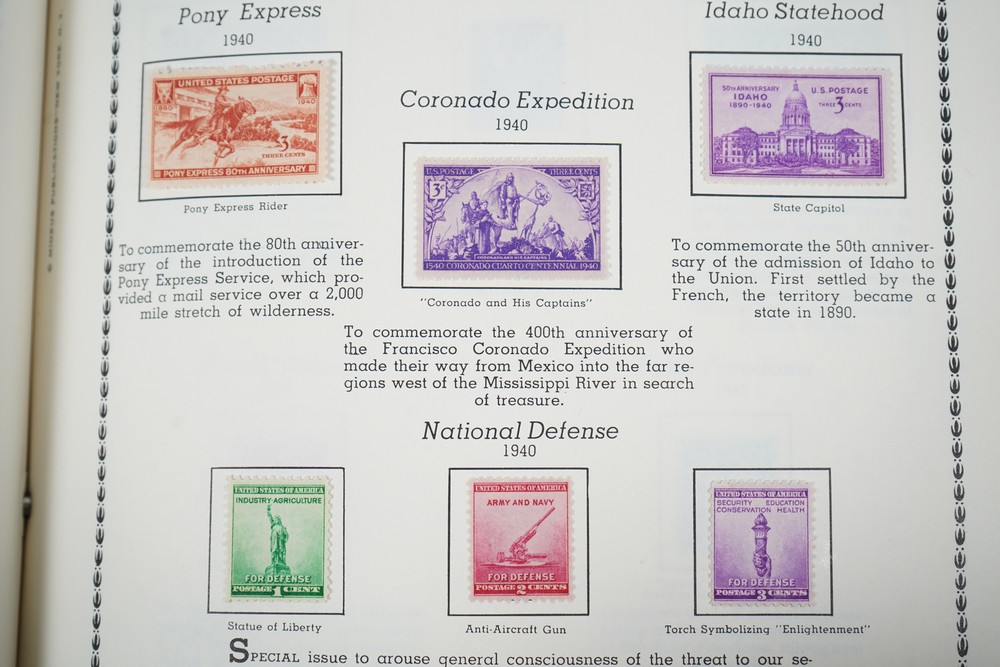 Pony Express
1940
UNITED STATES POSTAGE
1860
1940
3
THREE CENTS
PONY EXPRESS 80TH ANNIVERSARY
Pony Express Rider
To commemorate the 80th anniver-
sary of the introduction of the
Pony Express Service, which pro-
vided a mail service over a 2,000
mile stretch of wilderness.
Coronado Expedition
1940
U.S. POSTAGE THREE CENTS
3¢
CORONADO AND HIS CAPTAINS
1540 CORONADO CUARTO CENTENNIAL 1940
"Coronado and His Captains"
To commemorate the 400th anniversary of
the Francisco Coronado Expedition who
made their way from Mexico into the far re-
gions west of the Mississippi River in search
of treasure.
Idaho Statehood
1940
50TH ANNIVERSARY
IDAHO
1890-1940
U.S. POSTAGE
THREE 3 CENTS
State Capitol
To commemorate the 50th anniver-
sary of the admission of Idaho to
the Union. First settled by the
French, the territory became a
state in 1890.
National Defense
1940
UNITED STATES OF AMERICA
INDUSTRY·AGRICULTURE
FOR DEFENSE
POSTAGE 1 CENT
Statue of Liberty
UNITED STATES OF AMERICA
ARMY AND NAVY
FOR DEFENSE
POSTAGE 2 CENTS
Anti-Aircraft Gun
UNITED STATES OF AMERICA
SECURITY EDUCATION
CONSERVATION HEALTH
FOR DEFENSE
POSTAGE 3 CENTS
Torch Symbolizing "Enlightenment"
SPECIAL issue to arouse general consciousness of the threat to our se-